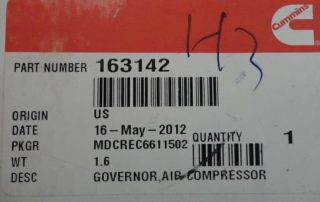 Cummins
H3
PART NUMBER 163142
ORIGIN US
DATE 16-May-2012
PKGR MDCREC6611502
QUANTITY 1
WT 1.6
DESC GOVERNOR,AIR COMPRESSOR